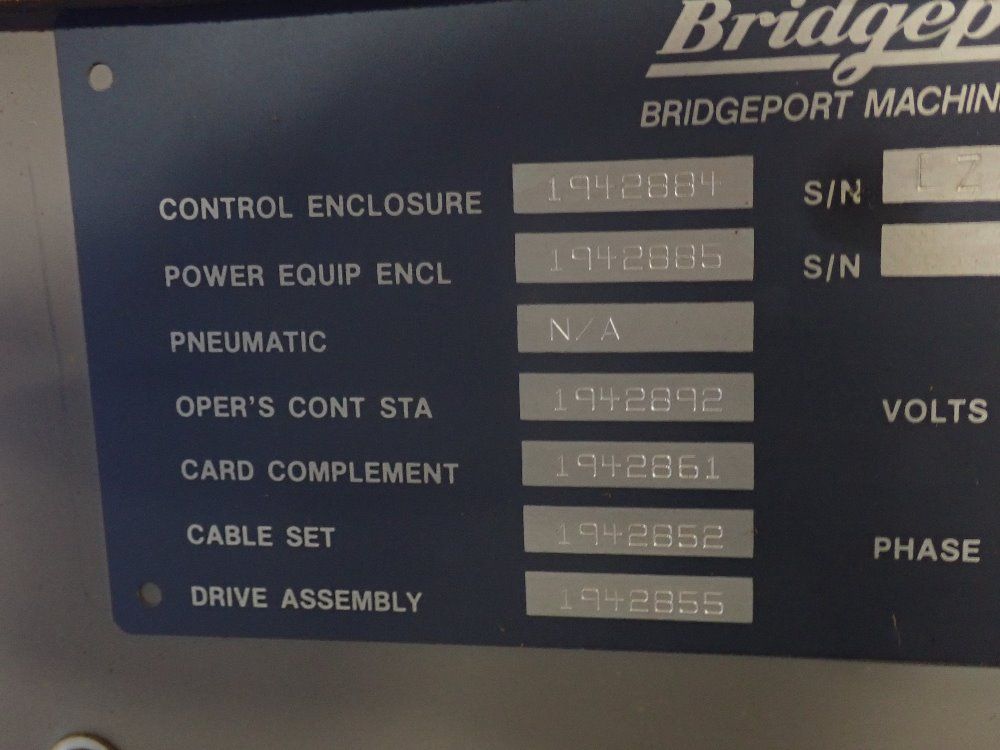 Bridgep
BRIDGEPORT MACHIN
CONTROL ENCLOSURE 1942884 S/N LZ
POWER EQUIP ENCL 1942885 S/N
PNEUMATIC N/A
OPER'S CONT STA 1942892 VOLTS
CARD COMPLEMENT 1942861
CABLE SET 1942852 PHASE
DRIVE ASSEMBLY 1942855